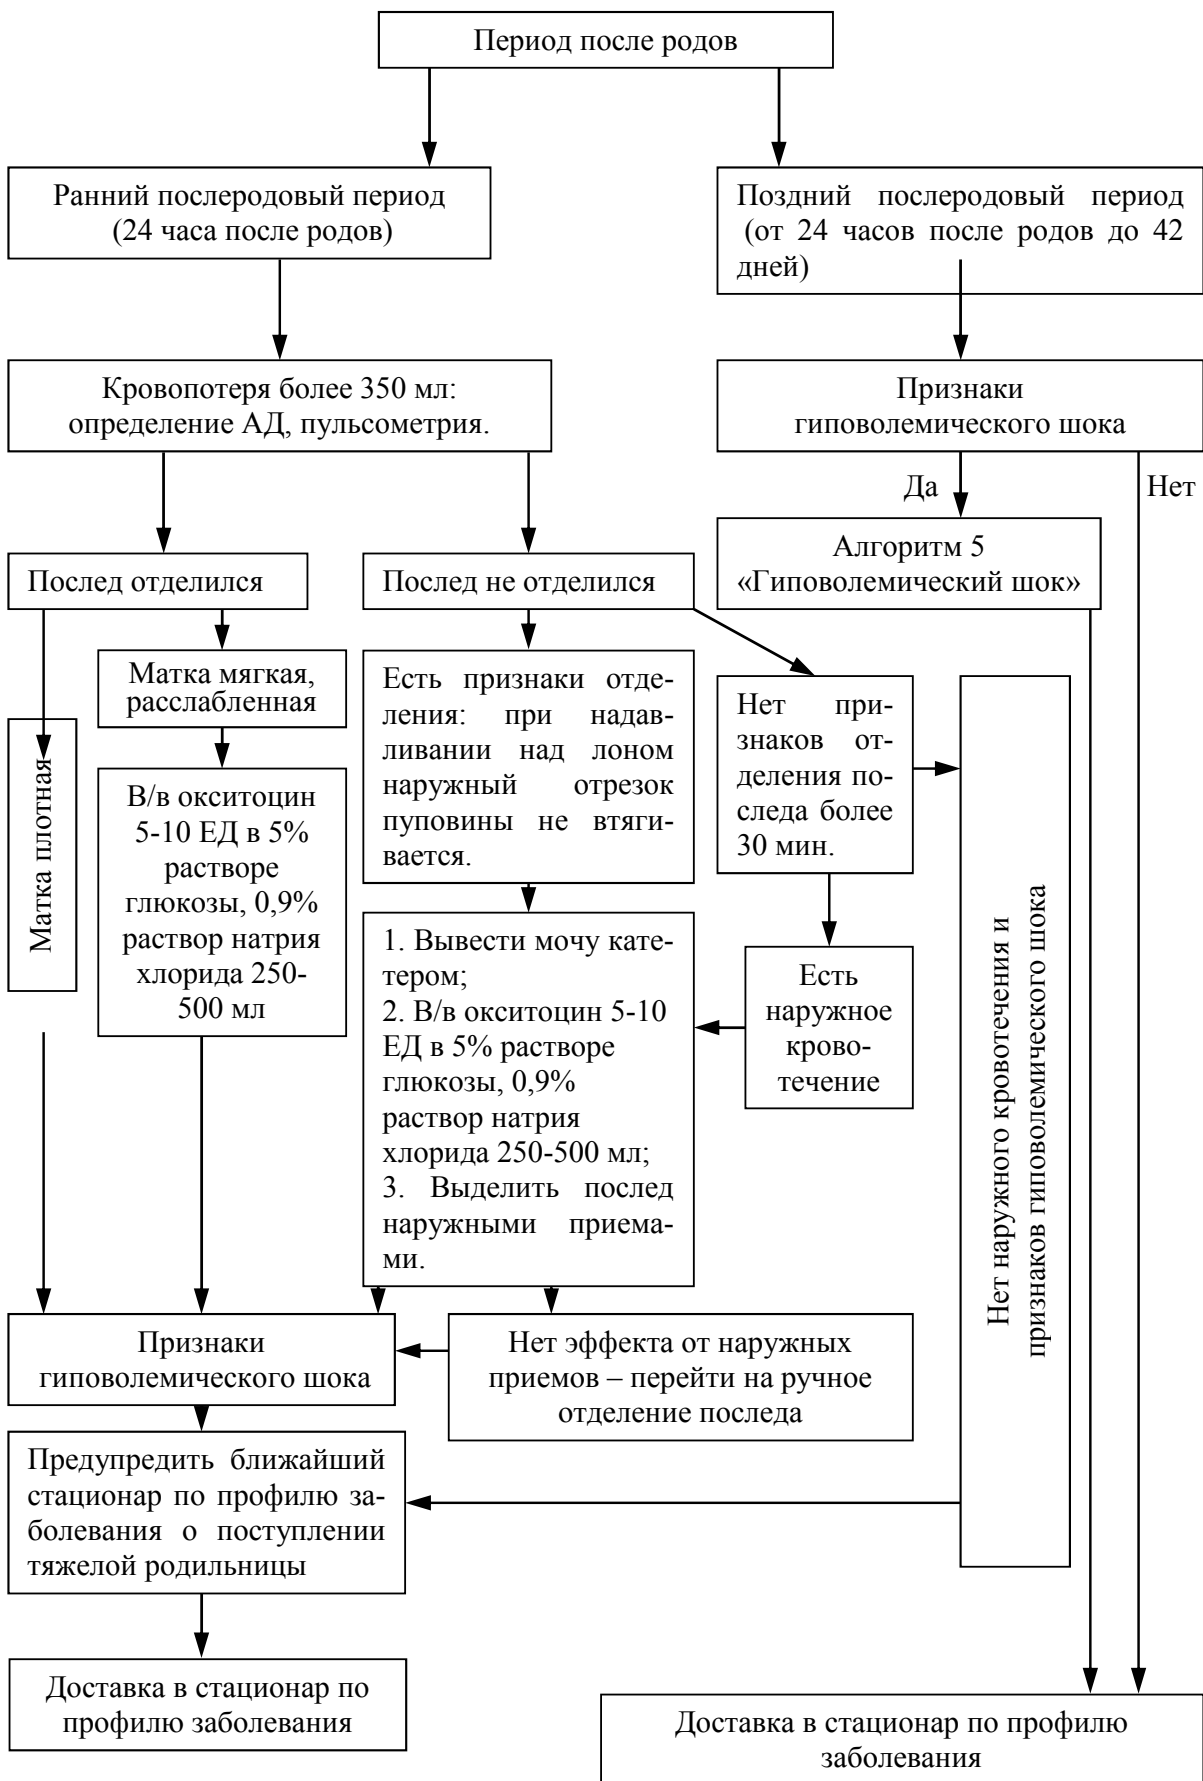 Период после родов
Ранний послеродовый период
(24 часа после родов)
Поздний послеродовый период
(от 24 часов после родов до 42
дней)
Кровопотеря более 350 мл:
определение АД, пульсометрия.
Признаки
гиповолемического шока
Да
Нет
Алгоритм 5
«Гиповолемический шок»
Послед отделился
Послед не отделился
Матка мягкая,
расслабленная
Матка плотная
В/в окситоцин
5-10 ЕД в 5%
растворе
глюкозы, 0,9%
раствор натрия
хлорида 250-
500 мл
Есть признаки отде-
ления: при надав-
ливании над лоном
наружный отрезок
пуповины не втяги-
вается.
Нет при-
знаков от-
деления по-
следа более
30 мин.
1. Вывести мочу кате-
тером;
2. В/в окситоцин 5-10
ЕД в 5% растворе
глюкозы, 0,9%
раствор натрия
хлорида 250-500 мл;
3. Выделить послед
наружными приема-
ми.
Есть
наружное
крово-
течение
Нет наружного кровотечения и
признаков гиповолемического шока
Признаки
гиповолемического шока
Нет эффекта от наружных
приемов – перейти на ручное
отделение последа
Предупредить ближайший
стационар по профилю за-
болевания о поступлении
тяжелой родильницы
Доставка в стационар по
профилю заболевания
Доставка в стационар по профилю
заболевания